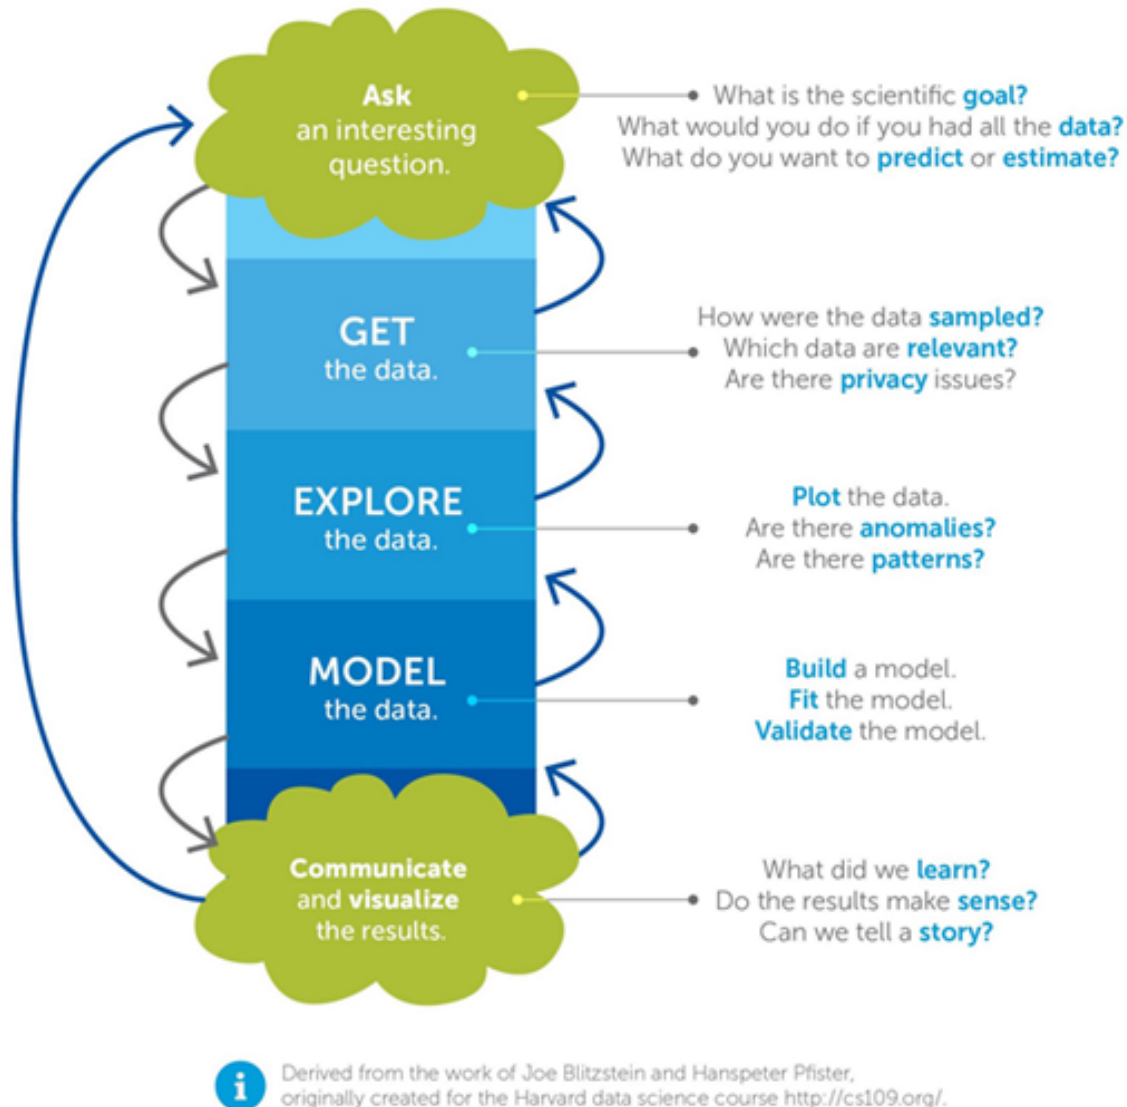 Ask
an interesting
question.
What is the scientific goal?
What would you do if you had all the data?
What do you want to predict or estimate?
GET
the data.
How were the data sampled?
Which data are relevant?
Are there privacy issues?
EXPLORE
the data.
Plot the data.
Are there anomalies?
Are there patterns?
MODEL
the data.
Build a model.
Fit the model.
Validate the model.
Communicate
and visualize
the results.
What did we learn?
Do the results make sense?
Can we tell a story?
i
Derived from the work of Joe Blitzstein and Hanspeter Pfister,
originally created for the Harvard data science course http://cs109.org/.